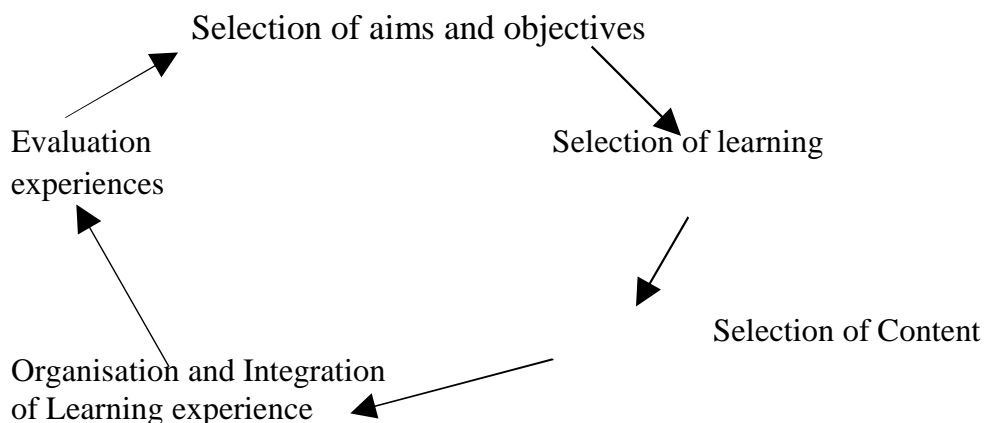 Selection of aims and objectives
Evaluation
experiences
Selection of learning
Selection of Content
Organisation and Integration
of Learning experience